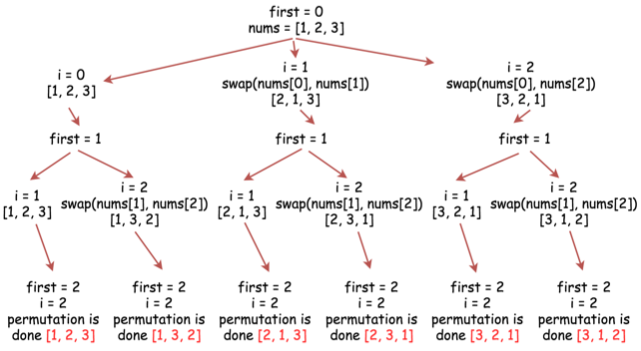 first = 0
nums = [1, 2, 3]
i = 0
[1, 2, 3]
i = 1
swap(nums[0], nums[1])
[2, 1, 3]
i = 2
swap(nums[0], nums[2])
[3, 2, 1]
first = 1
first = 1
first = 1
i = 1
[1, 2, 3]
i = 2
swap(nums[1], nums[2])
[1, 3, 2]
i = 1
[2, 1, 3]
i = 2
swap(nums[1], nums[2])
[2, 3, 1]
i = 1
[3, 2, 1]
i = 2
swap(nums[1], nums[2])
[3, 1, 2]
first = 2
i = 2
permutation is
done [1, 2, 3]
first = 2
i = 2
permutation is
done [1, 3, 2]
first = 2
i = 2
permutation is
done [2, 1, 3]
first = 2
i = 2
permutation is
done [2, 3, 1]
first = 2
i = 2
permutation is
done [3, 2, 1]
first = 2
i = 2
permutation is
done [3, 1, 2]